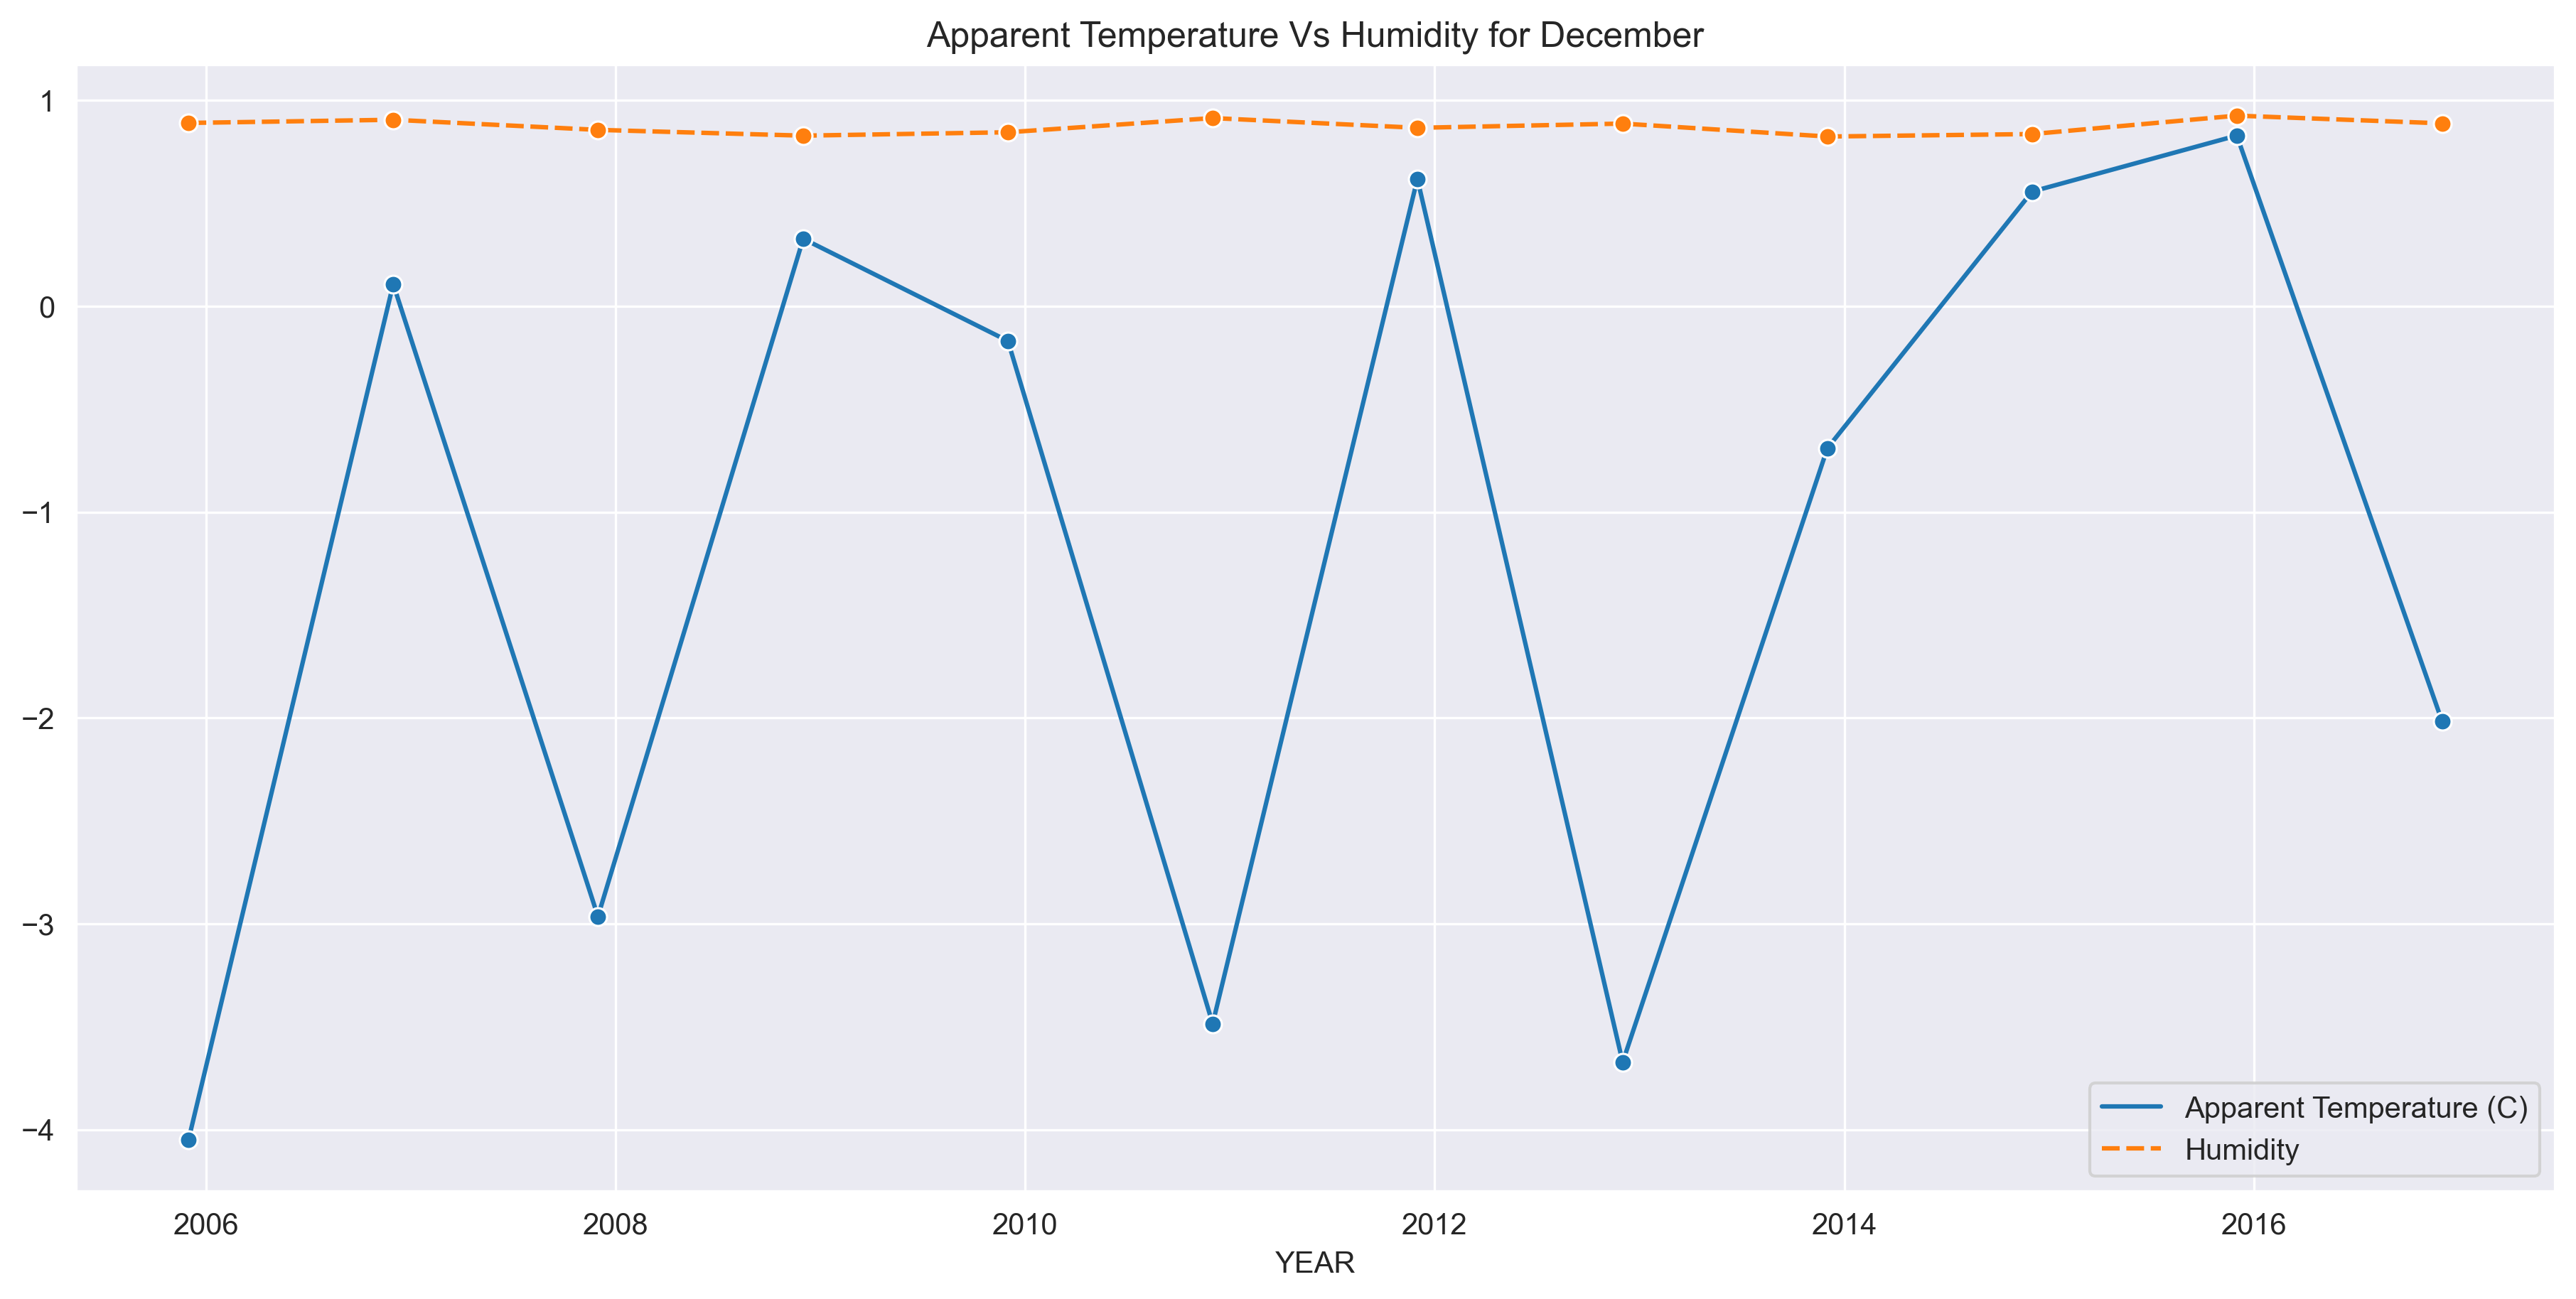 Apparent Temperature Vs Humidity for December
1
0
−1
−2
−3
−4
Apparent Temperature (C)
Humidity
2006 2008 2010 2012 2014 2016
YEAR